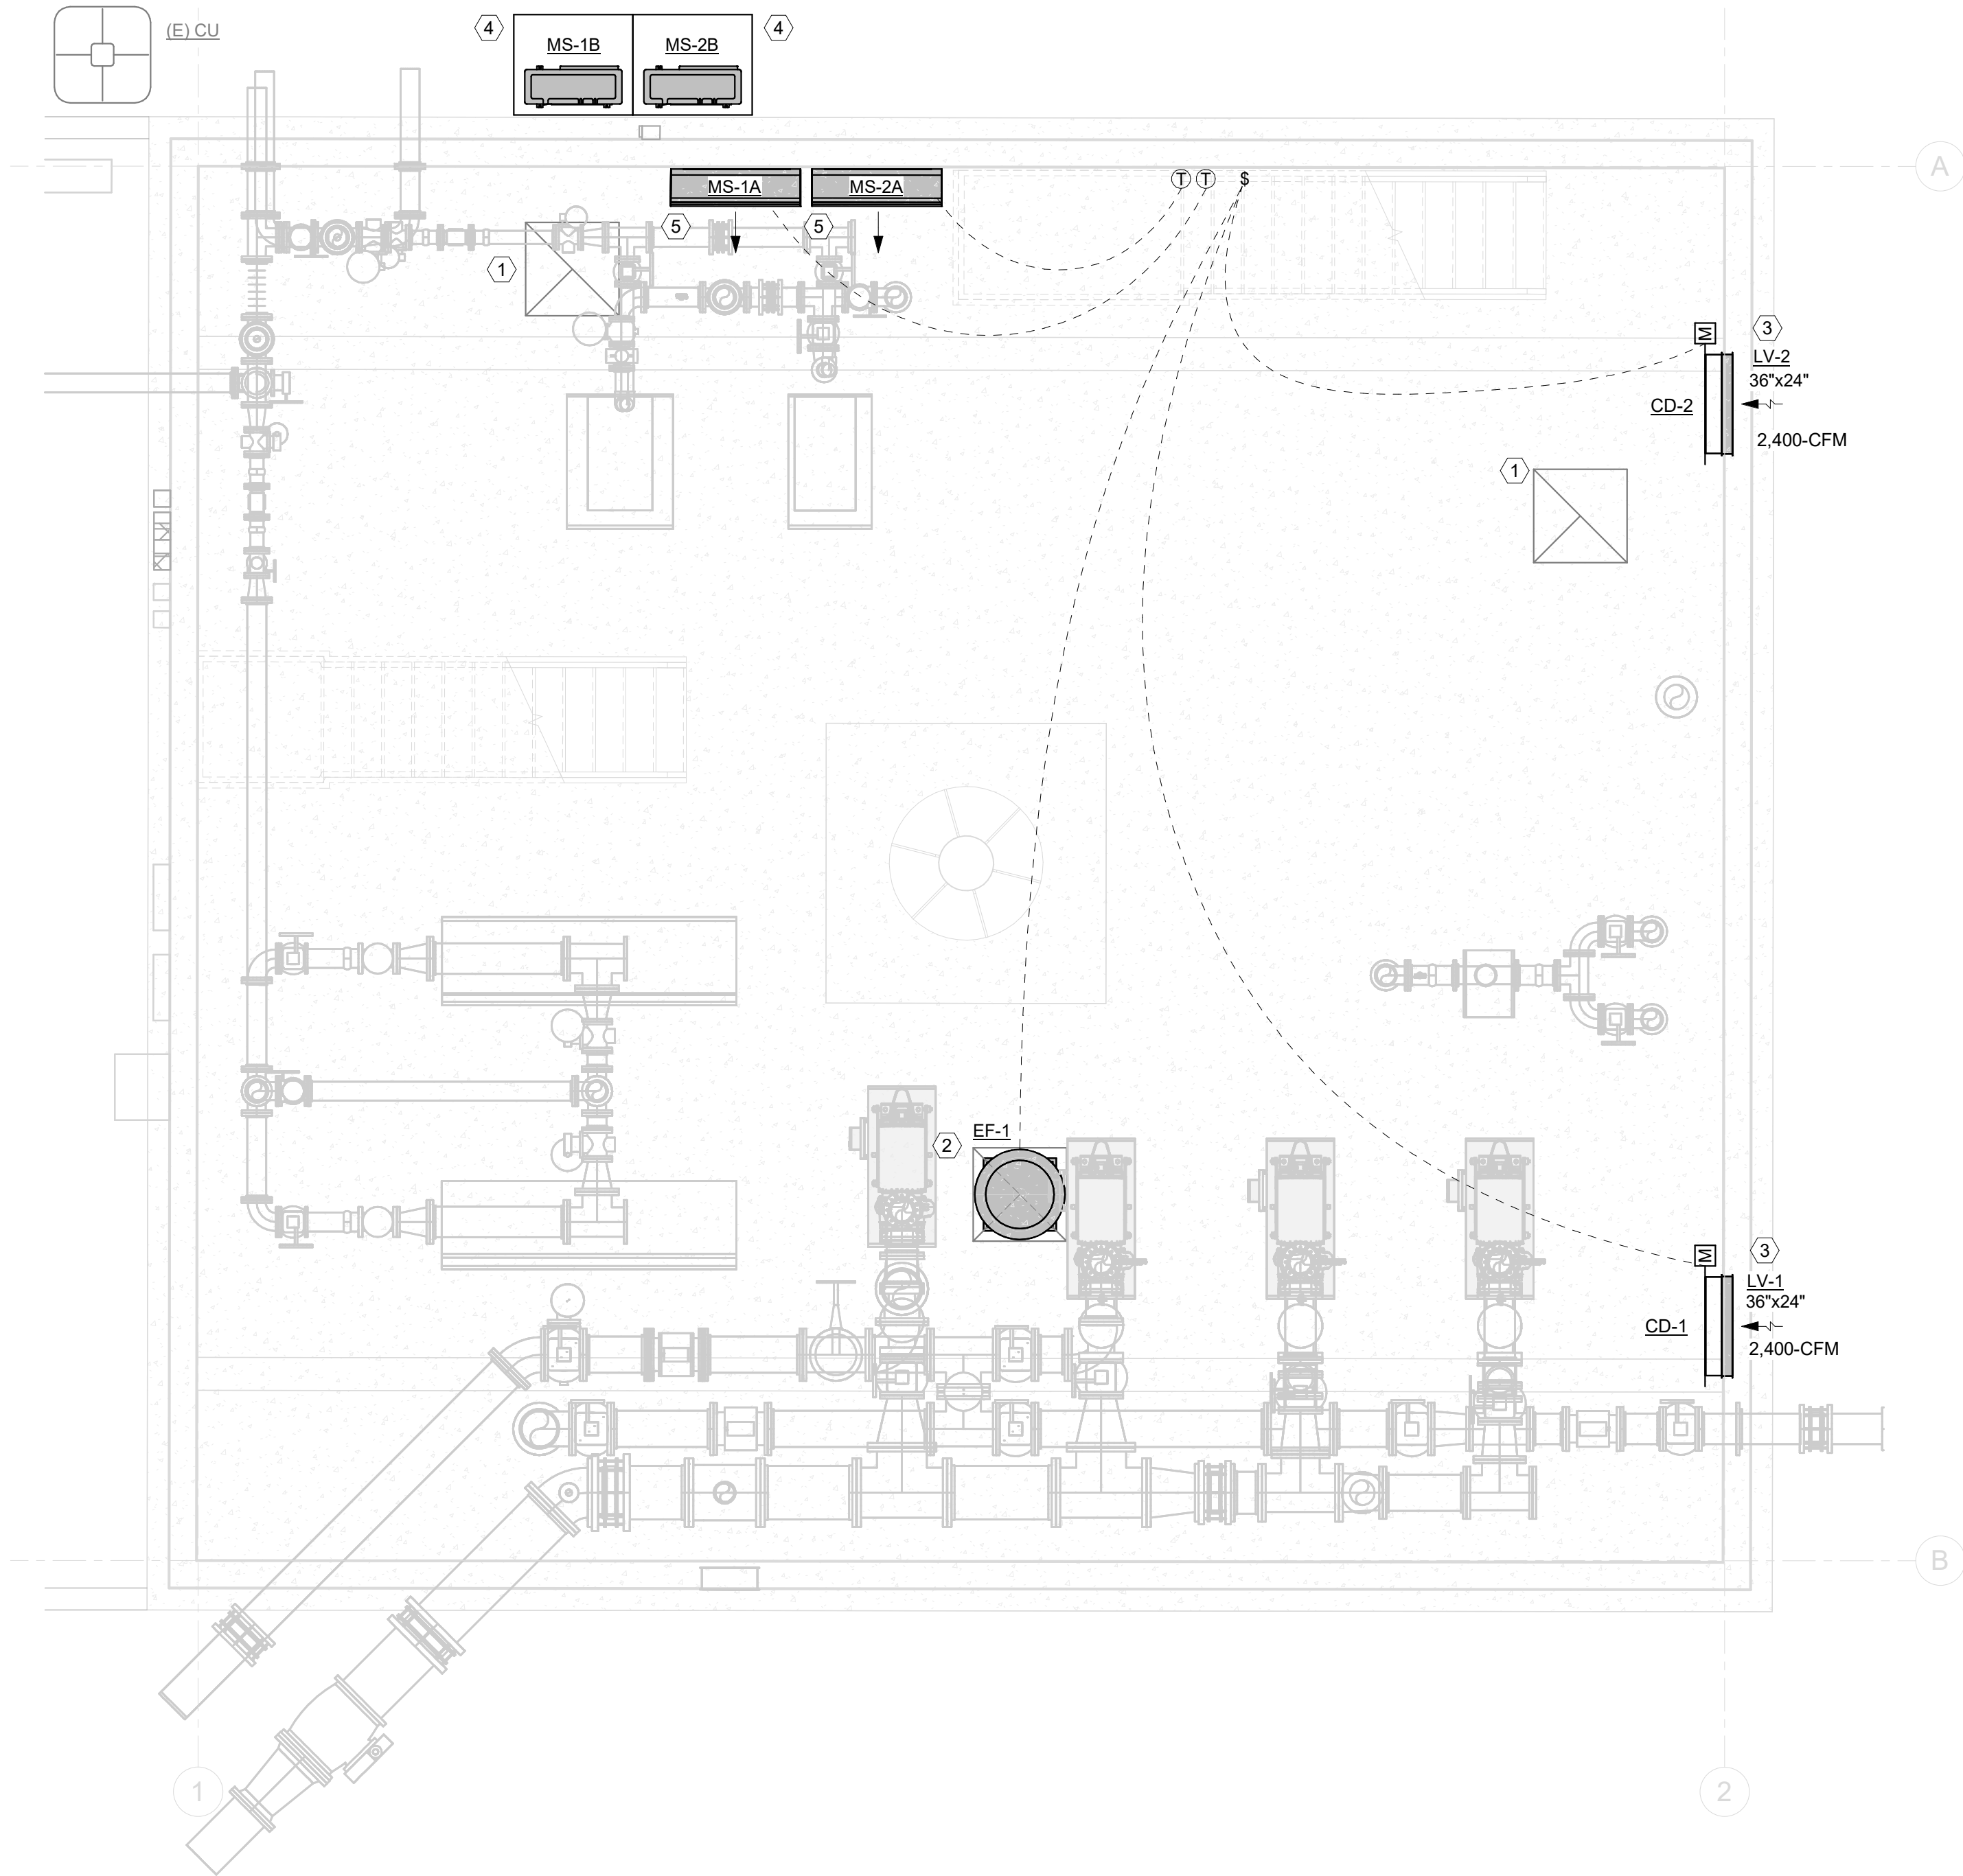 (E) CU
4
MS-1B
MS-2B
4
A
MS-1A
MS-2A
T
T
$
5
5
1
M
3
LV-2
36"x24"
CD-2
2,400-CFM
1
EF-1
2
M
3
LV-1
36"x24"
CD-1
2,400-CFM
B
1
2